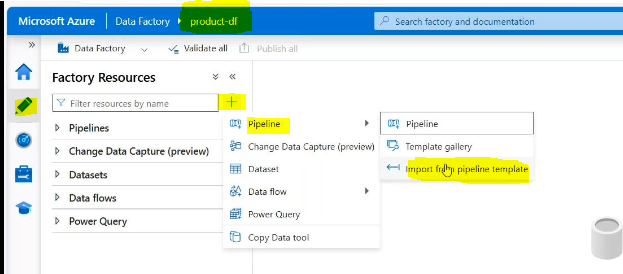 Microsoft Azure Data Factory product-df Search factory and documentation
Data Factory Validate all Publish all
Factory Resources
Filter resources by name
Pipelines
Change Data Capture (preview)
Datasets
Data flows
Power Query
Pipeline
Change Data Capture (preview)
Dataset
Data flow
Power Query
Copy Data tool
Pipeline
Template gallery
Import from pipeline template